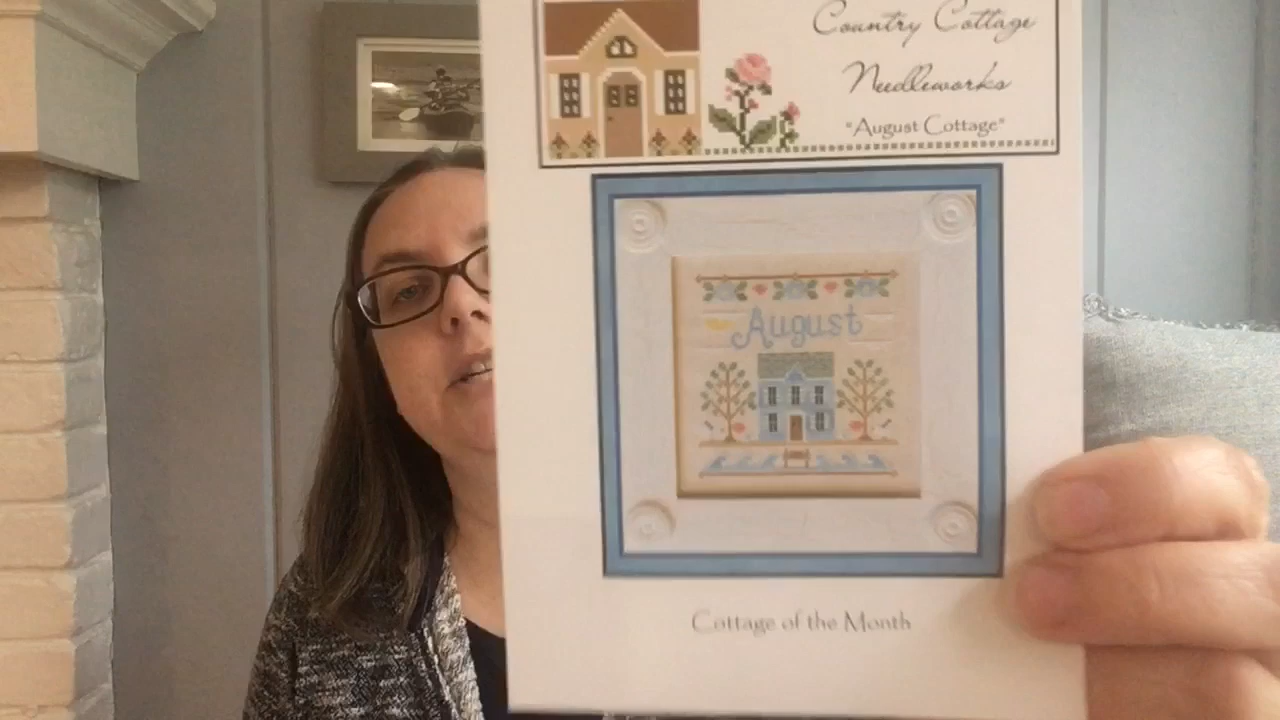 Country Cottage
Needleworks
"August Cottage"
August
Cottage of the Month